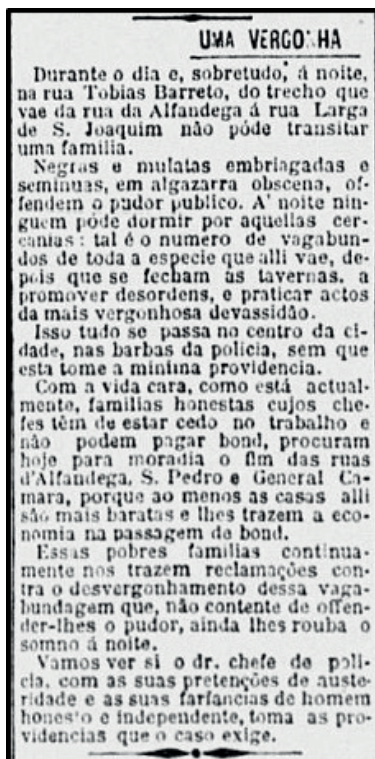 UMA VERGONHA
Durante o dia e, sobretudo, á noite,
na rua Tobias Barreto, do trecho que
vae da rua da Alfandega á rua Larga
de S. Joaquim não póde transitar
uma familia.
Negras e mulatas embriagadas e
seminuas, em algazarra obscena, of-
fendem o pudor publico. A' noite nin-
guem póde dormir por aquellas cer-
canias: tal é o numero de vagabun-
dos de toda a especie que alli vae, de-
pois que se fecham as tavernas, a
promover desordens, e praticar actos
da mais vergonhosa devassidão.
Isso tudo se passa no centro da ci-
dade, nas barbas da policia, sem que
esta tome a minima providencia.
Com a vida cara, como está actual-
mente, familias honestas cujos che-
fes têm de estar cedo no trabalho e
não podem pagar bond, procuram
hoje para moradia o fim das ruas
d'Alfandega, S. Pedro e General Ca-
mara, porque ao menos as casas alli
são mais baratas e lhes trazem a eco-
nomia na passagem de bond.
Essas pobres familias continua-
mente nos trazem reclamações con-
tra o desvergonhamento dessa vaga-
bundagem que, não contente de offen-
der-lhes o pudor, ainda lhes rouba o
somno á noite.
Vamos ver si o dr. chefe de poli-
cia, com as suas pretenções de auste-
ridade e as suas farfancias de homem
honesto e independente, toma as pro-
videncias que o caso exige.